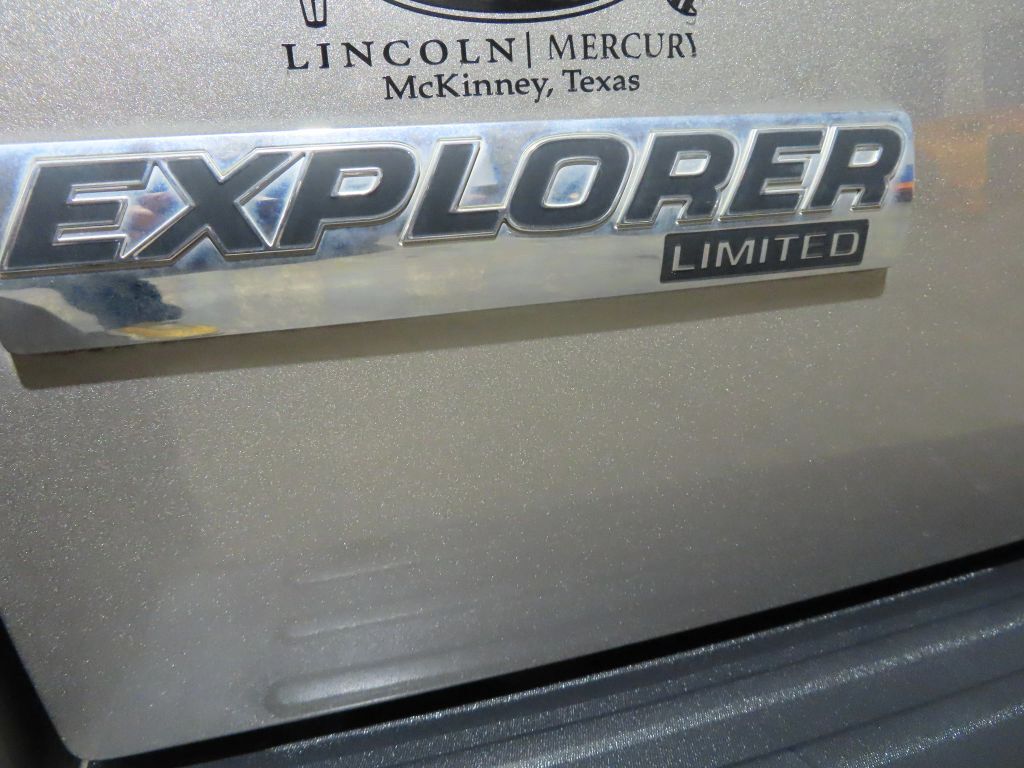 LINCOLN | MERCURY
McKinney, Texas
EXPLORER
LIMITED